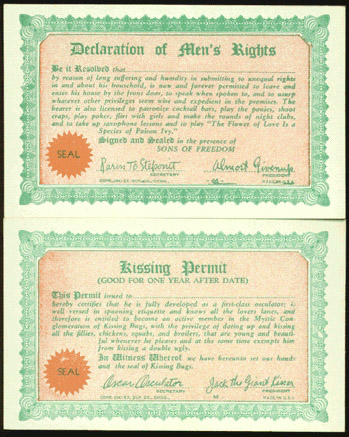 Declaration of Men's Rights
Be it Resolved that
by reason of long suffering and humidity in submitting to unequal rights
in and about his household, is now and forever permitted to leave and
enter his house by the front door, to speak when spoken to, and to usurp
whatever other privileges seem wise and expedient in the premises. The
bearer is also licensed to patronize cocktail bars, play the ponies, shoot
craps, play poker, flirt with girls and make the rounds of night clubs,
and to take up saxophone lessons and to play "The Flower of Love Is a
Species of Poison Ivy."
Signed and Sealed in the presence of
SONS OF FREEDOM
SEAL
Almost Givenup
SECRETARY
PRESIDENT
Kissing Permit
(GOOD FOR ONE YEAR AFTER DATE)
This Permit issued to
hereby certifies that he is fully developed as a first-class osculator; is
well versed in spooning etiquette and knows all the lovers lanes, and
therefore is entitled to become an active member in the Mystic Con-
glomeration of Kissing Bugs, with the privilege of dating up and kissing
all the fillies, chickens, squabs, and broilers, that are young and beauti-
ful whenever he pleases and at the same time exempts him
from kissing a double ugly.
In Witness Whereof we have hereunto set our hands
and the seal of Kissing Bugs.
SEAL
Oscar Osculator
Jack the Giant Kisser
SECRETARY
PRESIDENT
MADE IN U.S.A.